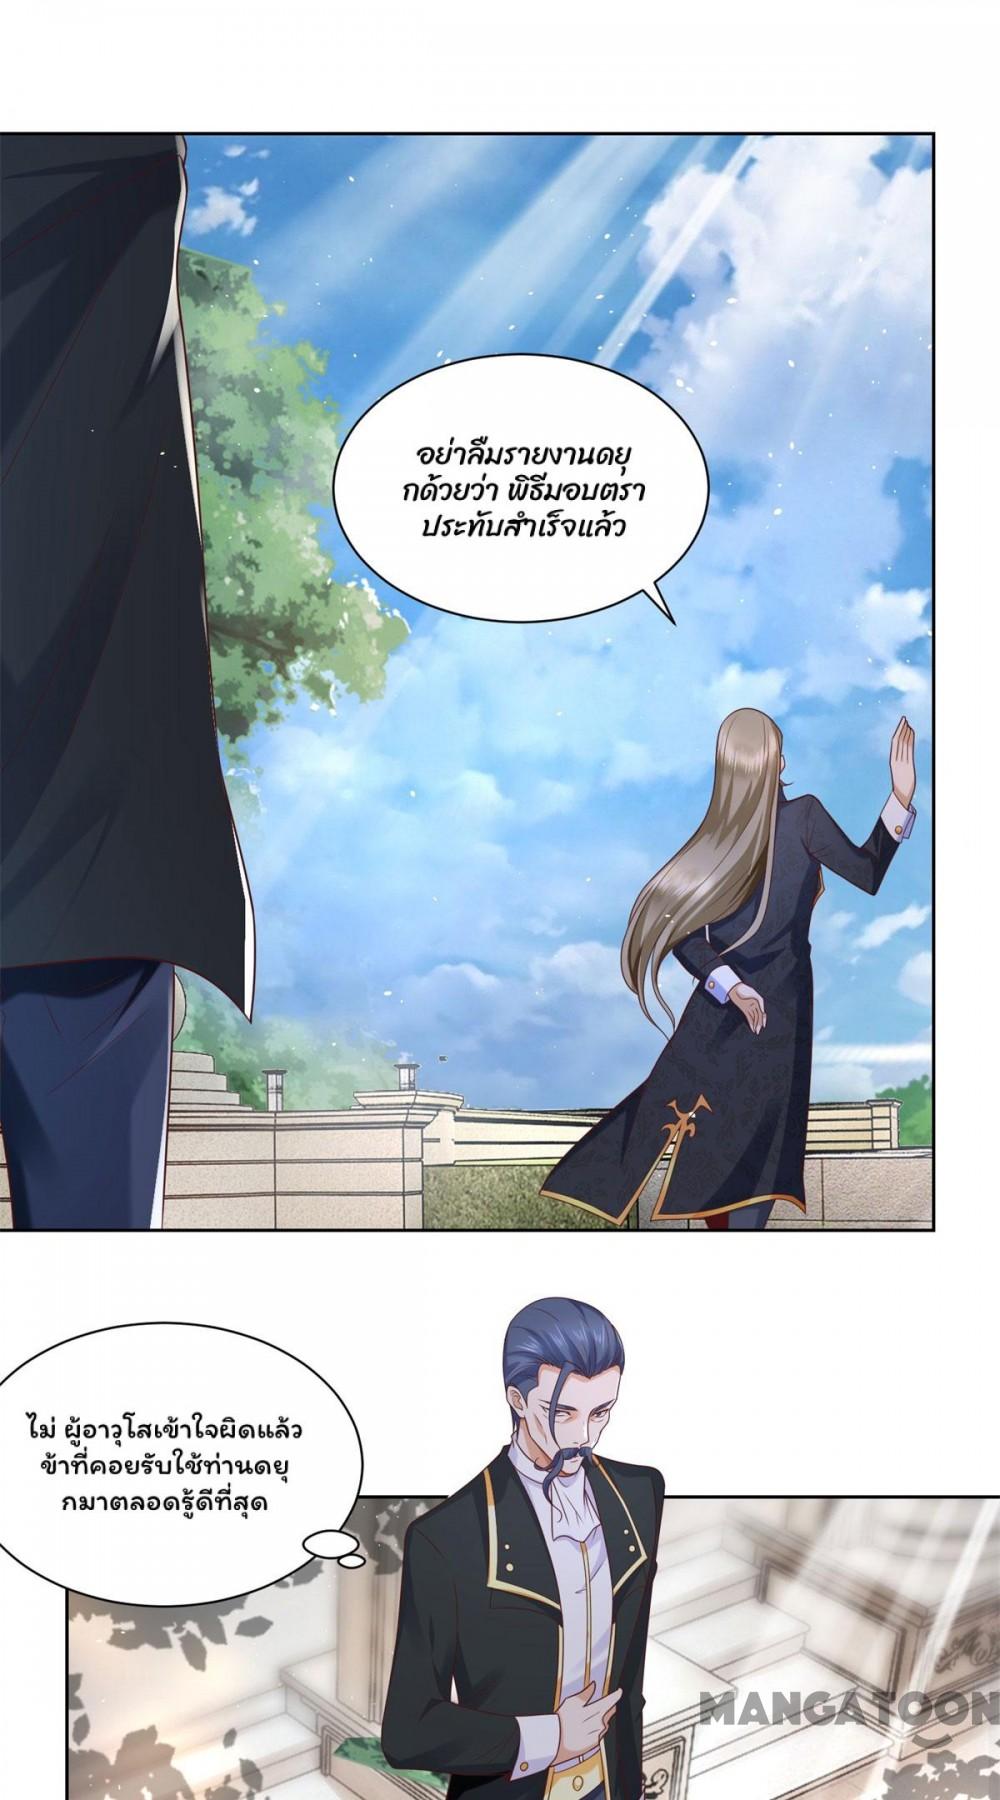 อย่าลืมรายงานดยุ
กด้วยว่า พิธีมอบตรา
ประทับสำเร็จแล้ว
ไม่ ผู้อาวุโสเข้าใจผิดแล้ว
ข้าที่คอยรับใช้ท่านดยุ
กมาตลอดรู้ดีที่สุด
MANGATOON